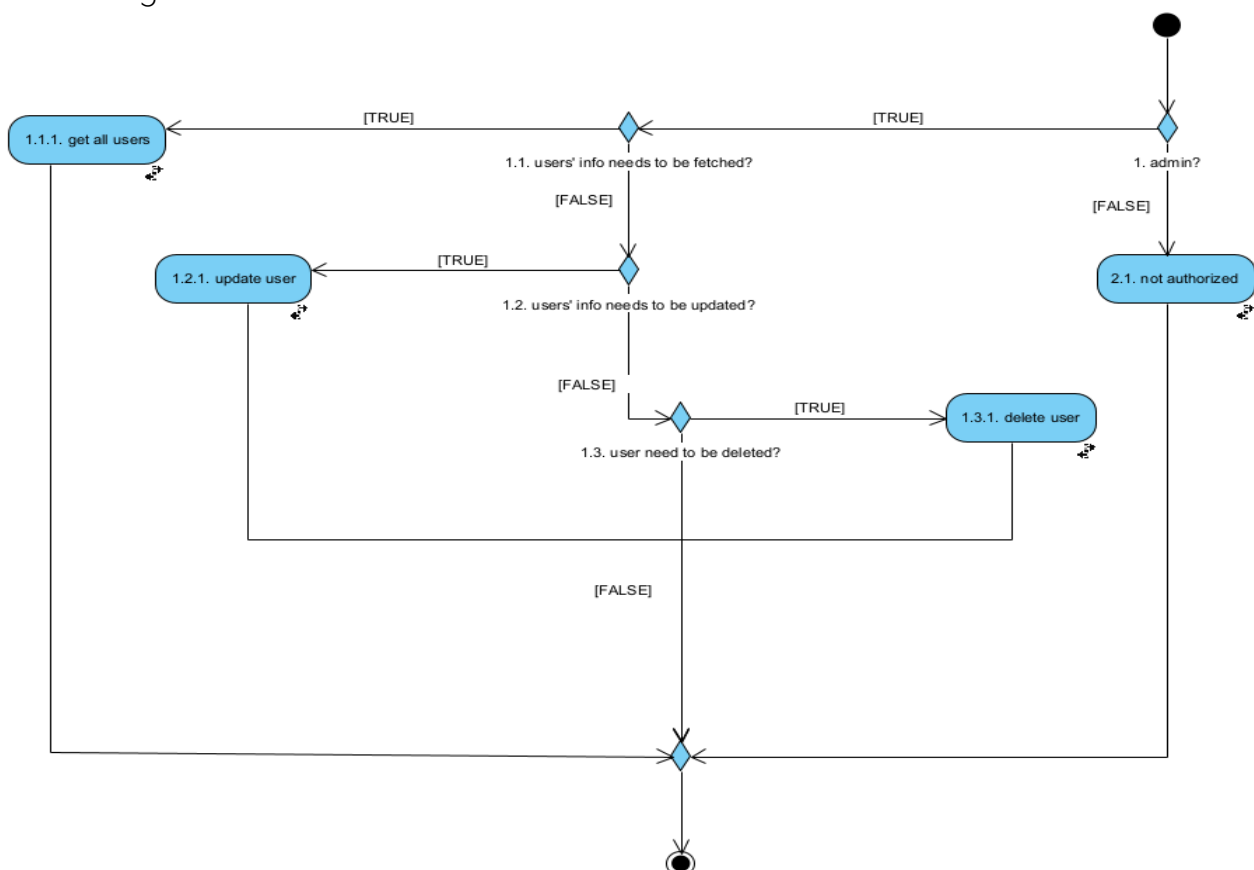 [TRUE]
[TRUE]
1.1.1. get all users
1.1. users' info needs to be fetched?
1. admin?
[FALSE]
[FALSE]
[TRUE]
1.2.1. update user
2.1. not authorized
1.2. users' info needs to be updated?
[FALSE]
[TRUE]
1.3.1. delete user
1.3. user need to be deleted?
[FALSE]